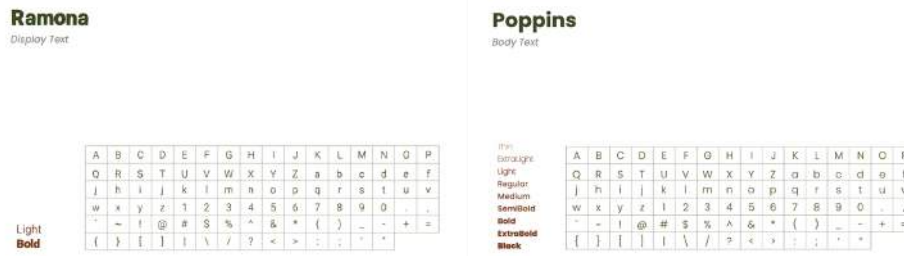 Ramona
Display Text
A B C D E F G H I J K L M N O P
Q R S T U V W X Y Z a b c d e f
j h i j k l m n o p q r s t u v
w x y z 1 2 3 4 5 6 7 8 9 0 . ,
` ~ ! @ # $ % ^ & * ( ) _ - + =
{ } [ ] | \ / ? < > : ; ' "
Light
Bold
Poppins
Body Text
Thin
ExtraLight
Light
Regular
Medium
SemiBold
Bold
ExtraBold
Black
A B C D E F G H I J K L M N O P
Q R S T U V W X Y Z a b c d e
j h i j k l m n o p q r s t u v
w x y z 1 2 3 4 5 6 7 8 9 0 . ,
` ~ ! @ # $ % ^ & * ( ) _ - +
{ } [ ] | \ / ? < > : ; ' "